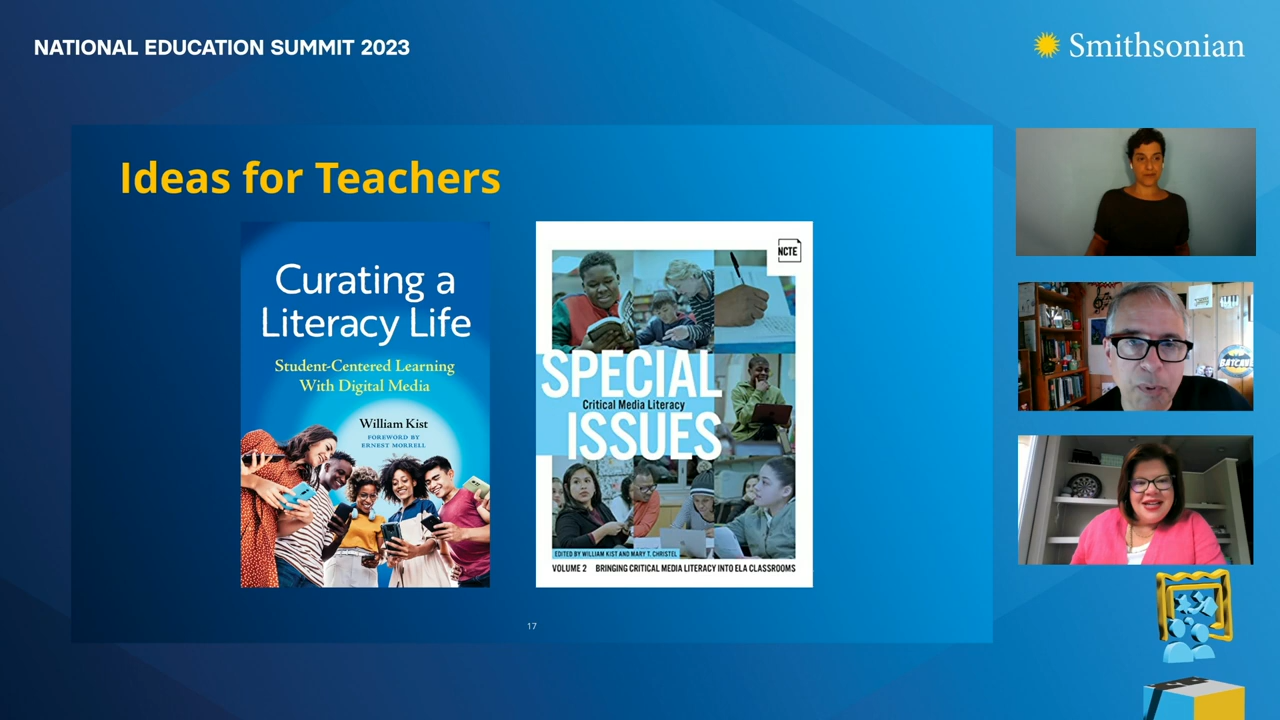 NATIONAL EDUCATION SUMMIT 2023
Smithsonian
Ideas for Teachers
Curating a
Literacy Life
Student-Centered Learning
With Digital Media
William Kist
FOREWORD BY
ERNEST MORRELL
NCTE
SPECIAL
Critical Media Literacy
ISSUES
EDITED BY WILLIAM KIST AND MARY T. CHRISTEL
VOLUME 2 BRINGING CRITICAL MEDIA LITERACY INTO ELA CLASSROOMS
17
BATCAVE